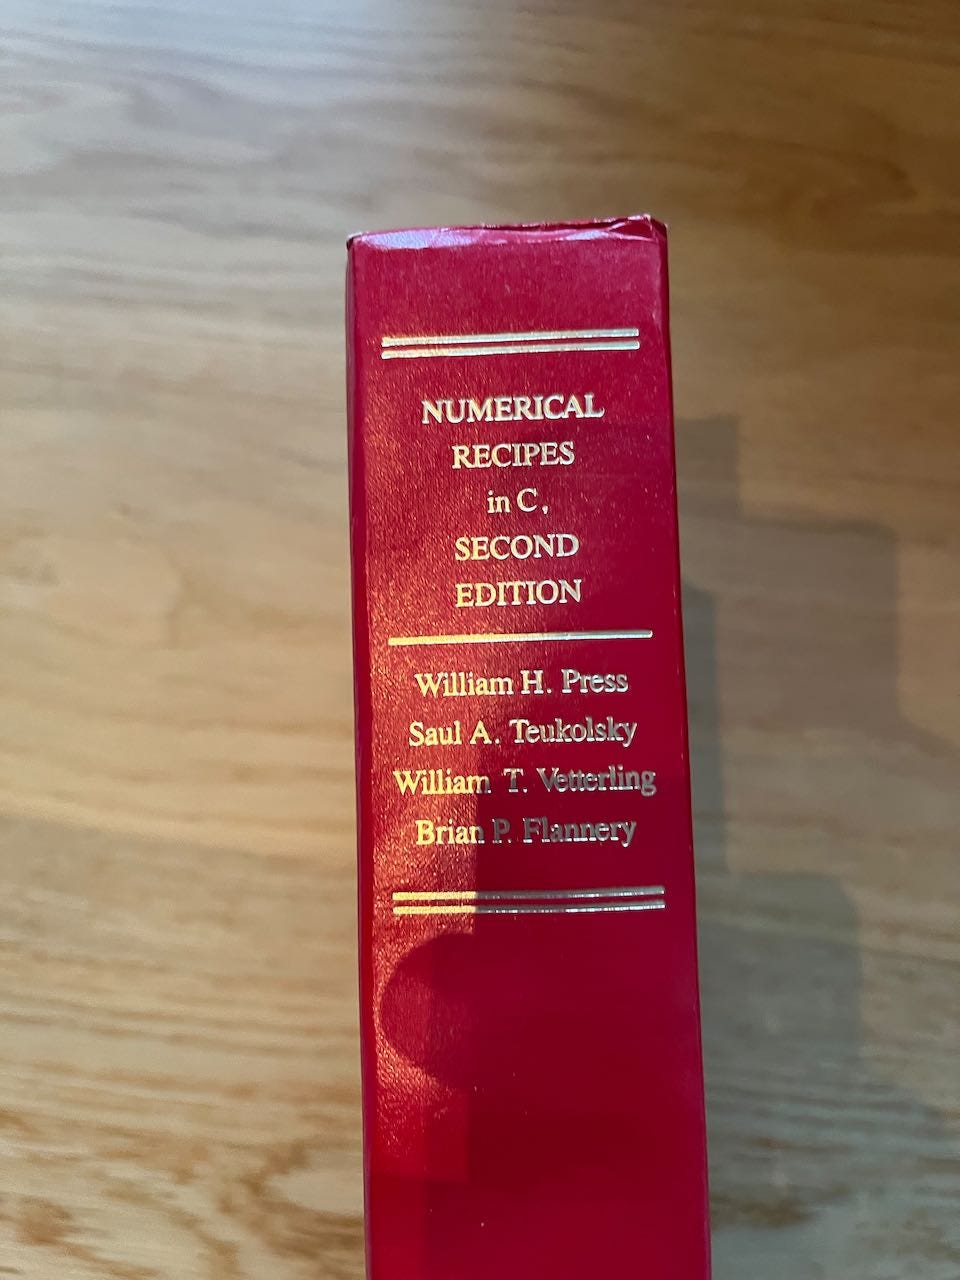 NUMERICAL
RECIPES
in C,
SECOND
EDITION
William H. Press
Saul A. Teukolsky
William T. Vetterling
Brian P. Flannery